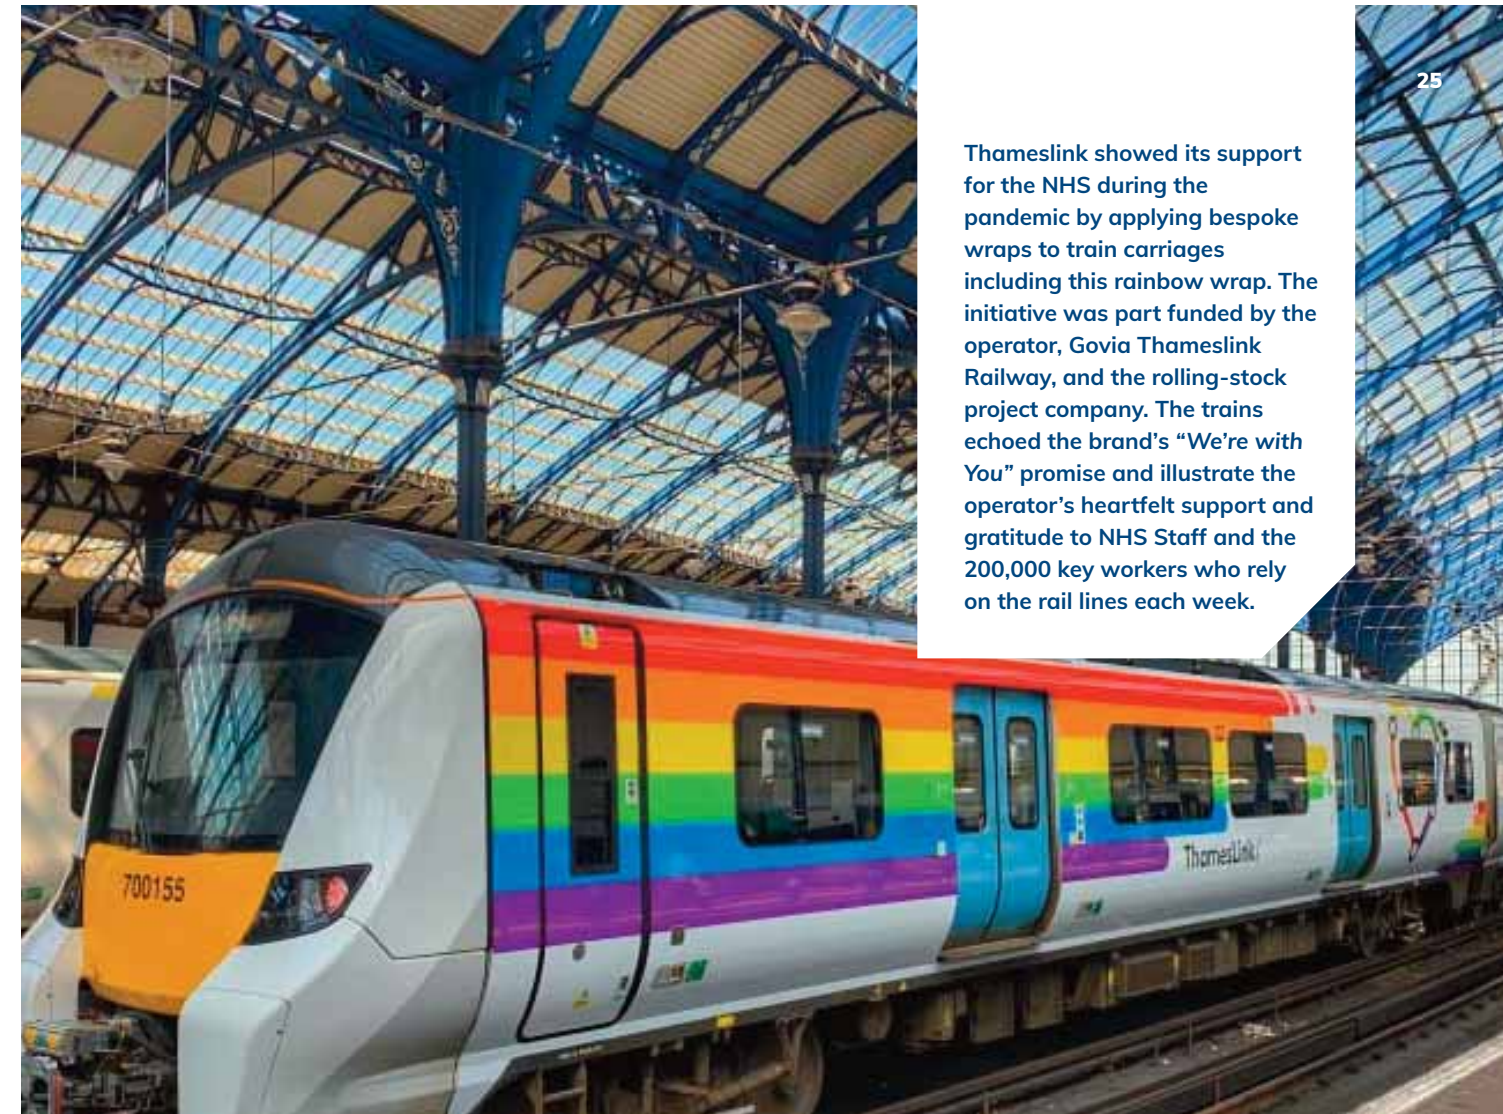 25
Thameslink showed its support
for the NHS during the
pandemic by applying bespoke
wraps to train carriages
including this rainbow wrap. The
initiative was part funded by the
operator, Govia Thameslink
Railway, and the rolling-stock
project company. The trains
echoed the brand’s “We’re with
You” promise and illustrate the
operator’s heartfelt support and
gratitude to NHS Staff and the
200,000 key workers who rely
on the rail lines each week.
700155
ThamesLink/